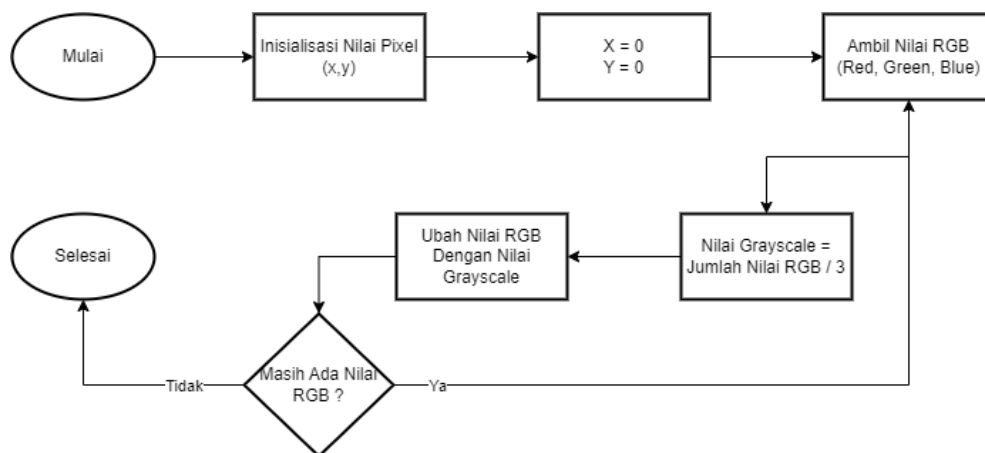 Mulai
Inisialisasi Nilai Pixel
(x,y)
X = 0
Y = 0
Ambil Nilai RGB
(Red, Green, Blue)
Selesai
Ubah Nilai RGB
Dengan Nilai
Grayscale
Nilai Grayscale =
Jumlah Nilai RGB / 3
Masih Ada Nilai
RGB ?
Tidak
Ya